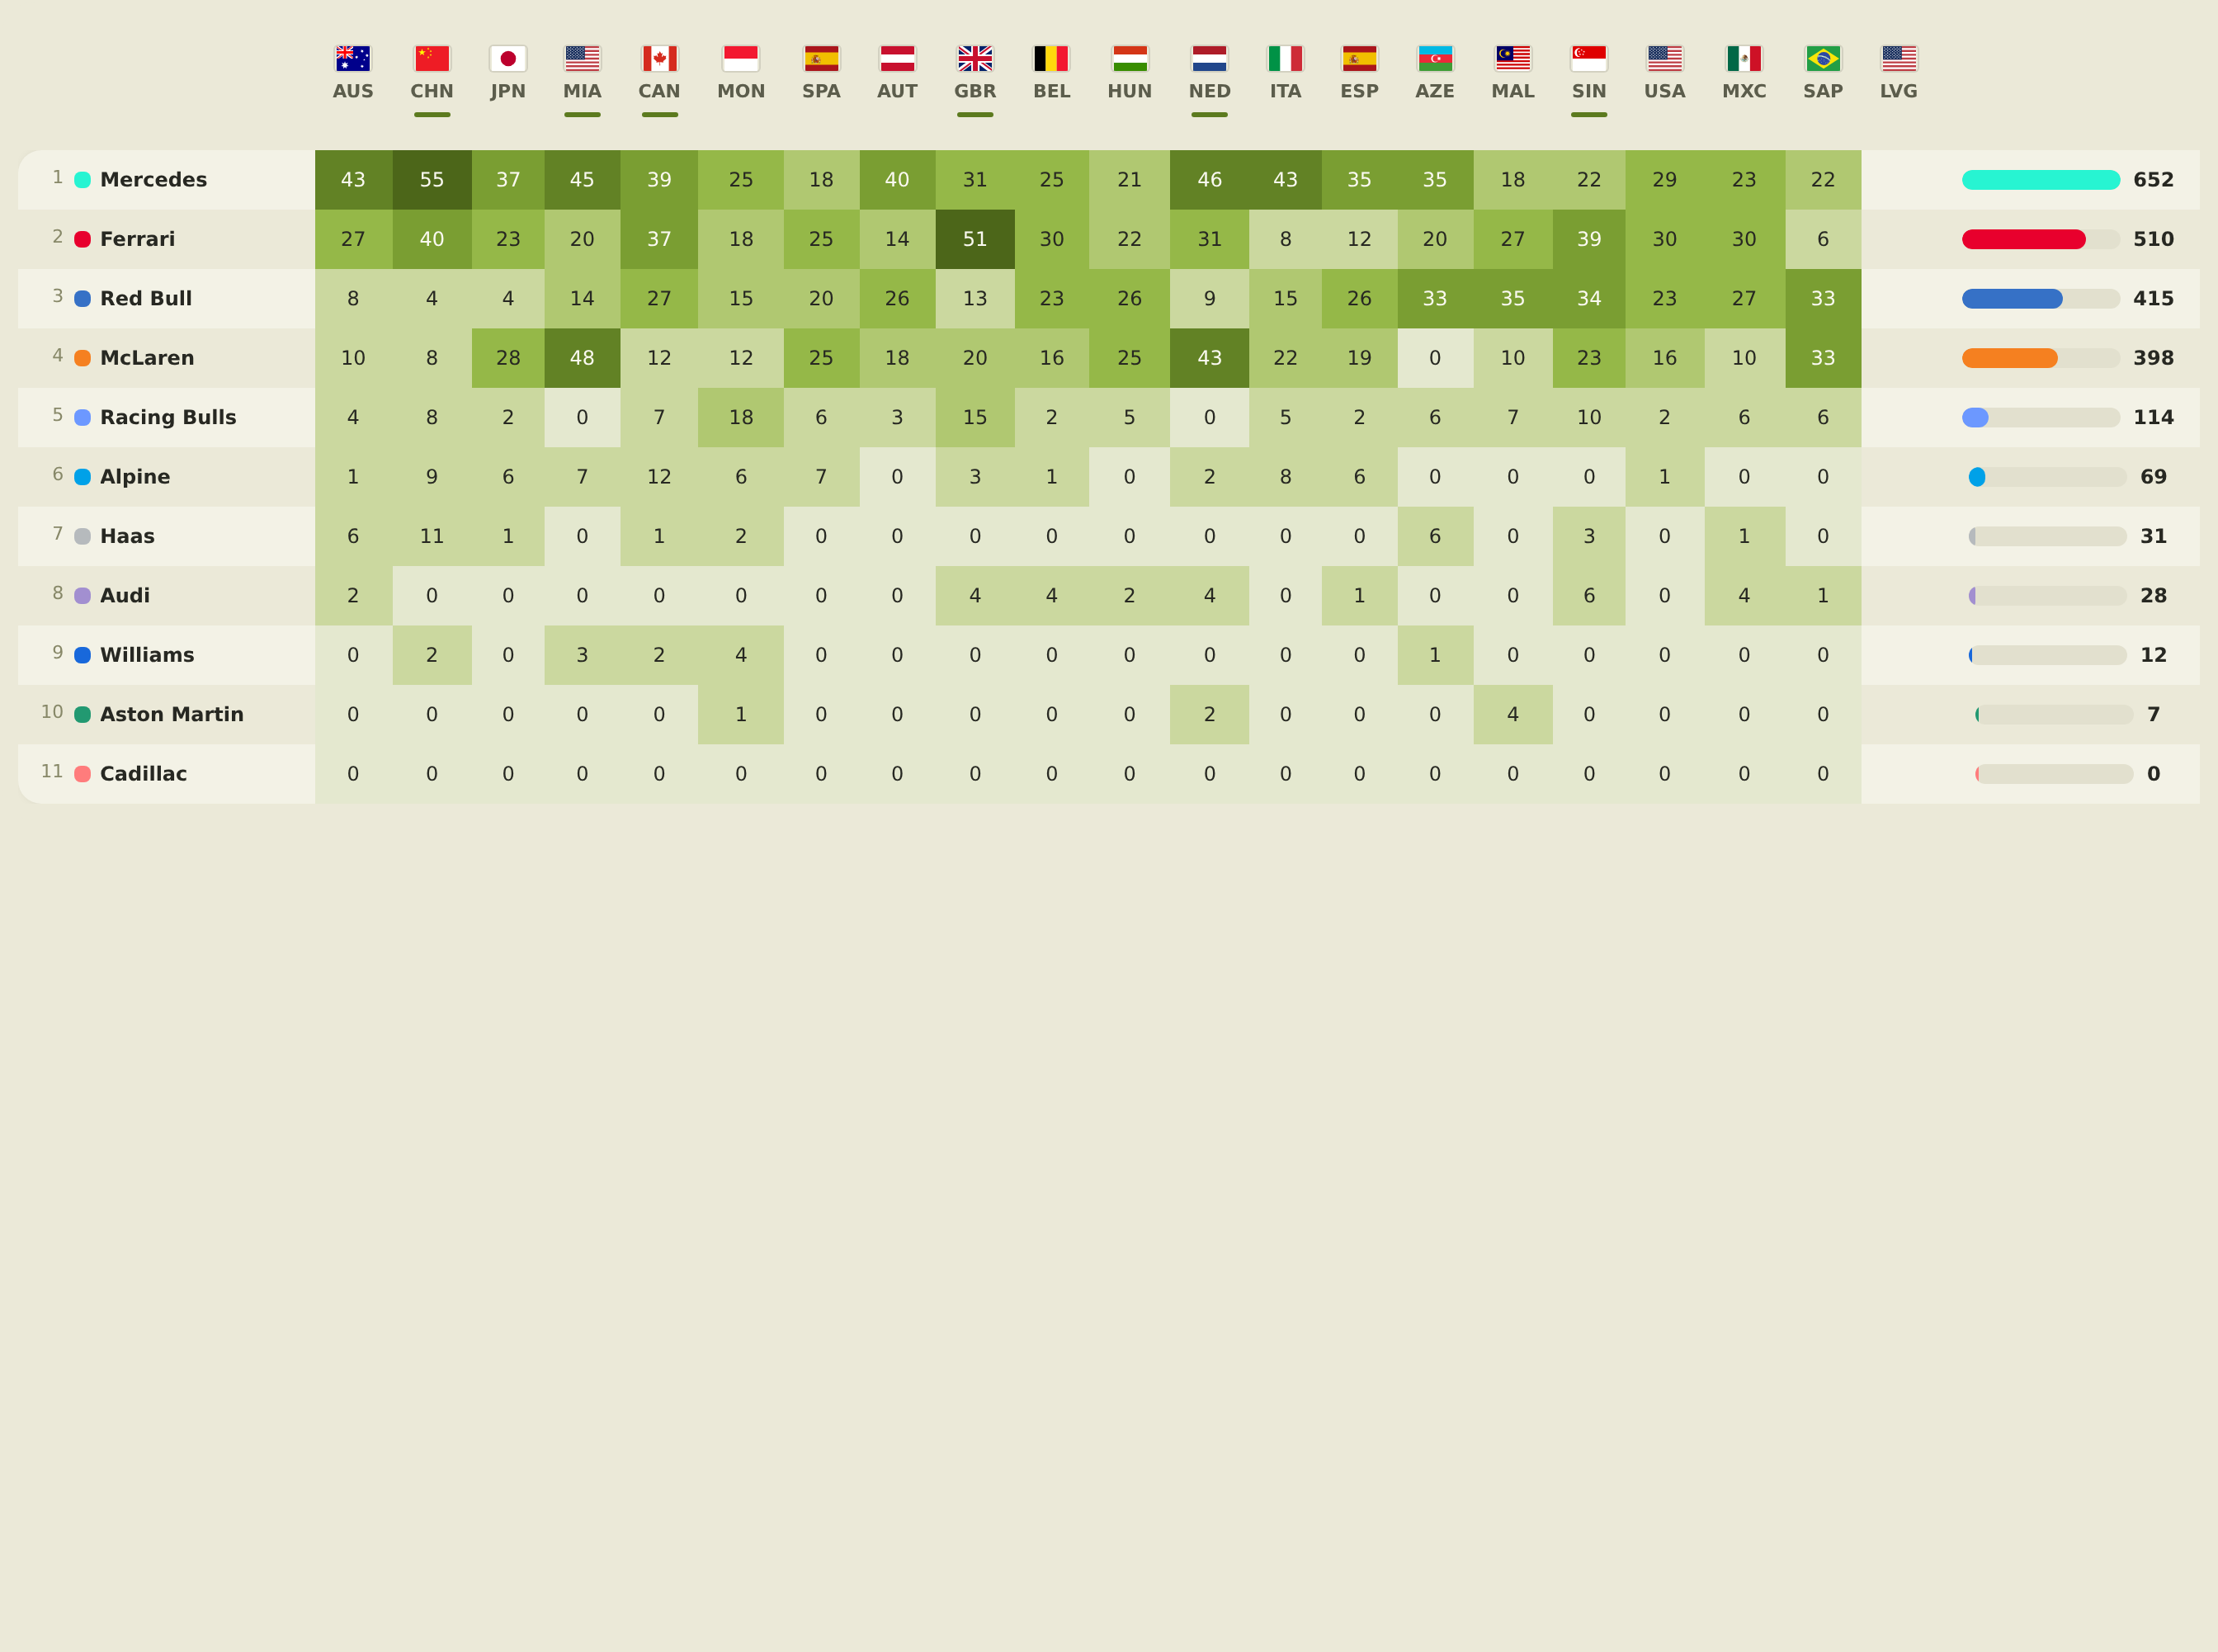 AUS CHN JPN MIA CAN MON SPA AUT GBR BEL HUN NED ITA ESP AZE MAL SIN USA MXC SAP LVG
1 Mercedes 43 55 37 45 39 25 18 40 31 25 21 46 43 35 35 18 22 29 23 22 652
2 Ferrari 27 40 23 20 37 18 25 14 51 30 22 31 8 12 20 27 39 30 30 6 510
3 Red Bull 8 4 4 14 27 15 20 26 13 23 26 9 15 26 33 35 34 23 27 33 415
4 McLaren 10 8 28 48 12 12 25 18 20 16 25 43 22 19 0 10 23 16 10 33 398
5 Racing Bulls 4 8 2 0 7 18 6 3 15 2 5 0 5 2 6 7 10 2 6 6 114
6 Alpine 1 9 6 7 12 6 7 0 3 1 0 2 8 6 0 0 0 1 0 0 69
7 Haas 6 11 1 0 1 2 0 0 0 0 0 0 0 0 6 0 3 0 1 0 31
8 Audi 2 0 0 0 0 0 0 0 4 4 2 4 0 1 0 0 6 0 4 1 28
9 Williams 0 2 0 3 2 4 0 0 0 0 0 0 0 0 1 0 0 0 0 0 12
10 Aston Martin 0 0 0 0 0 1 0 0 0 0 0 2 0 0 0 4 0 0 0 0 7
11 Cadillac 0 0 0 0 0 0 0 0 0 0 0 0 0 0 0 0 0 0 0 0 0